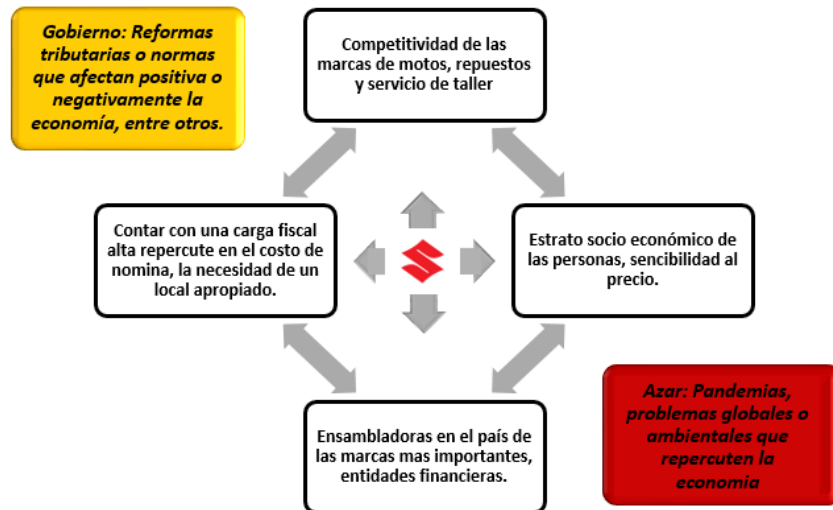 Gobierno: Reformas
tributarias o normas
que afectan positiva o
negativamente la
economía, entre otros.
Competitividad de las
marcas de motos, repuestos
y servicio de taller
Contar con una carga fiscal
alta repercute en el costo de
nomina, la necesidad de un
local apropiado.
Estrato socio económico de
las personas, sencibilidad al
precio.
Ensambladoras en el país de
las marcas mas importantes,
entidades financieras.
Azar: Pandemias,
problemas globales o
ambientales que
repercuten la
economia